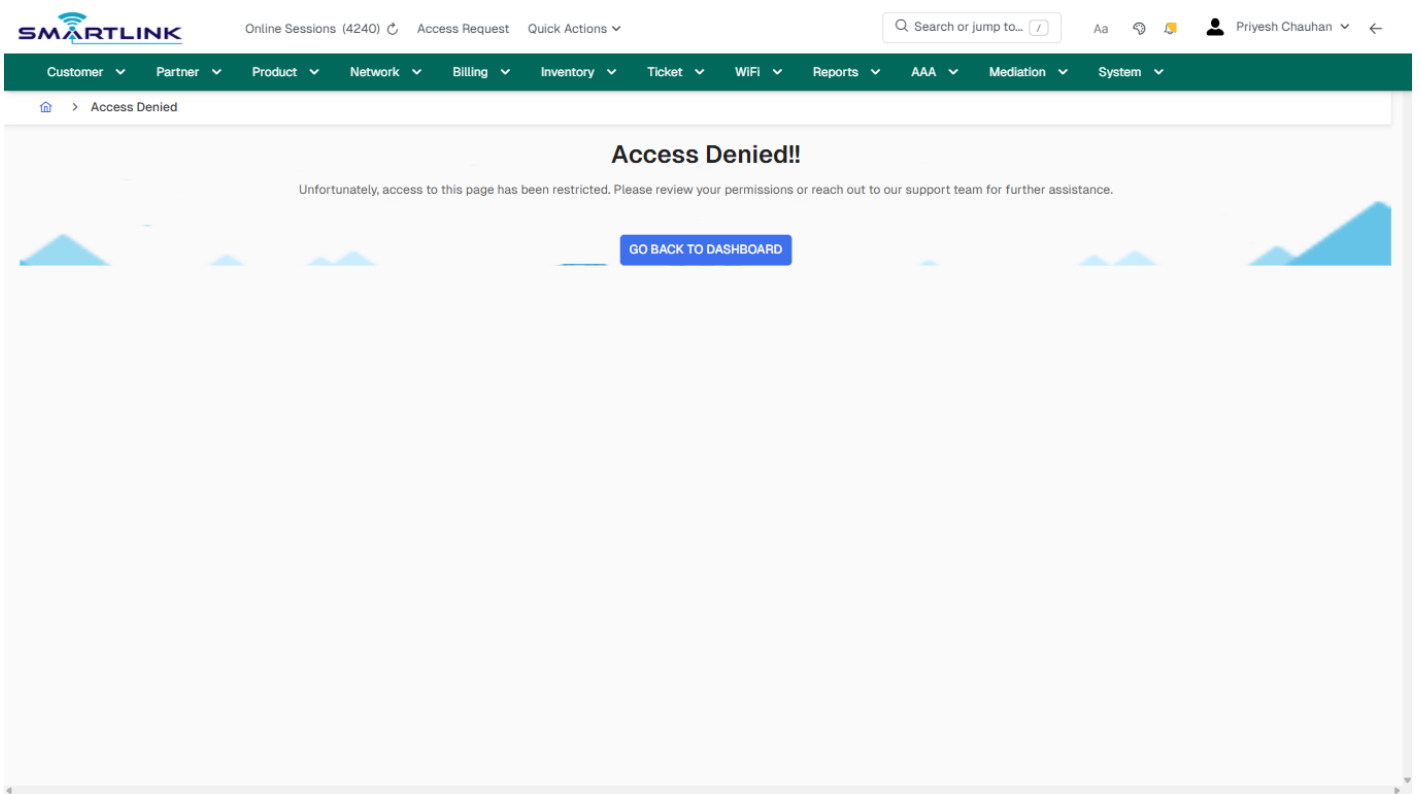 SMARTLINK
Online Sessions (4240) Access Request Quick Actions Search or jump to... / Aa Priyesh Chauhan
Customer Partner Product Network Billing Inventory Ticket WiFi Reports AAA Mediation System
> Access Denied
Access Denied!!
Unfortunately, access to this page has been restricted. Please review your permissions or reach out to our support team for further assistance.
GO BACK TO DASHBOARD